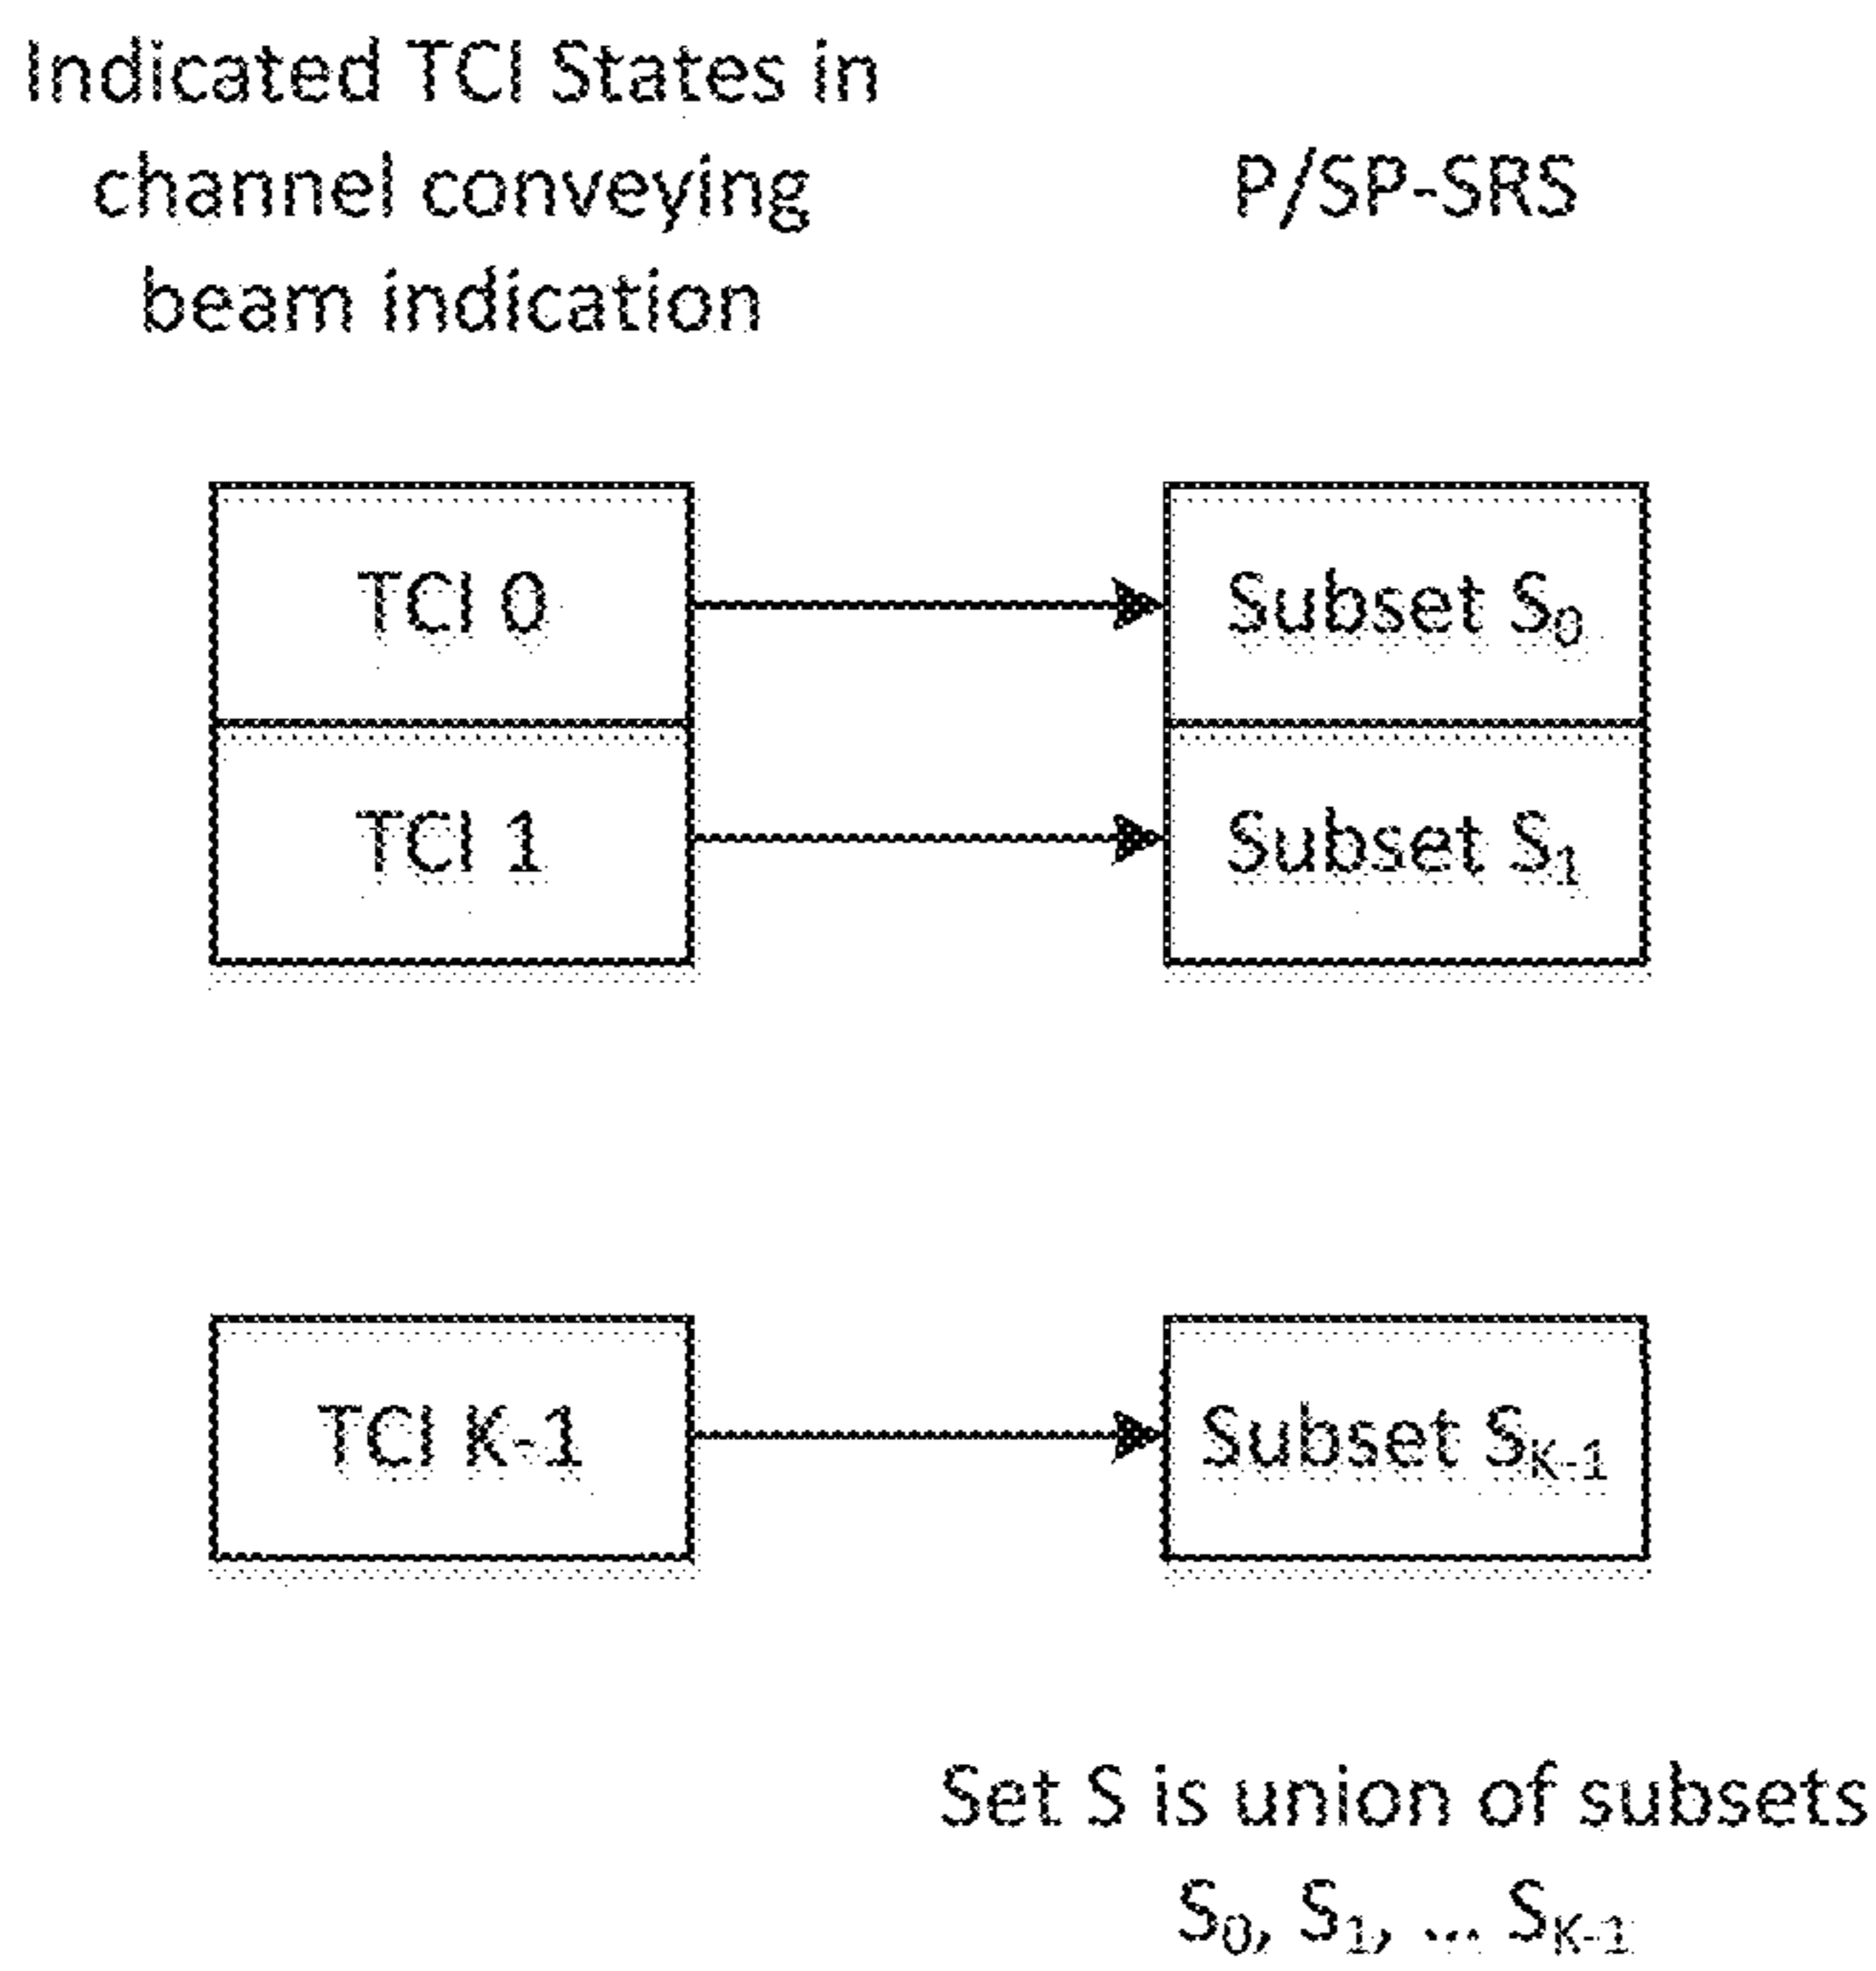 Indicated TCI States in
channel conveying
beam indication
P/SP-SRS
TCI 0
Subset S₀
TCI 1
Subset S₁
TCI K-1
Subset Sₖ₋₁
Set S is union of subsets
S₀, S₁, ... Sₖ₋₁